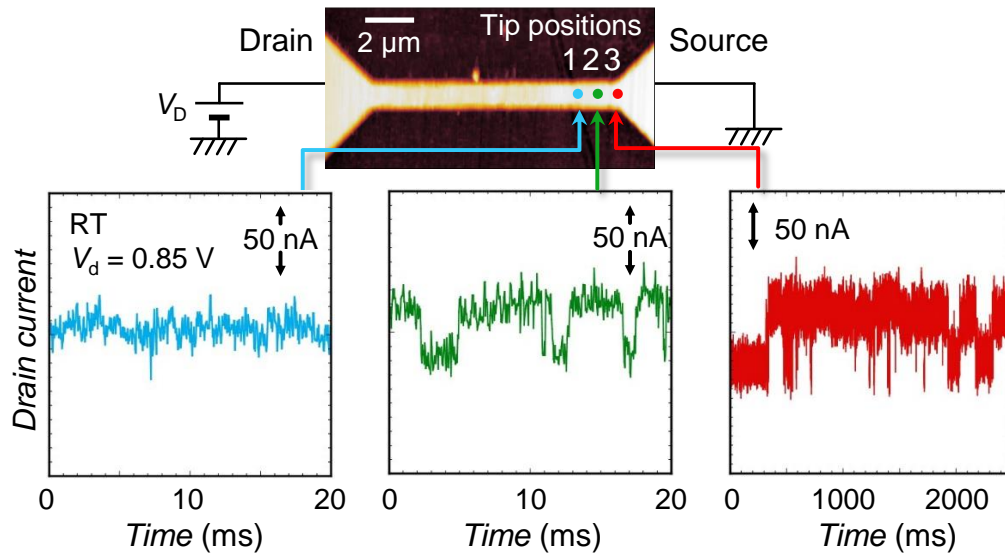 Drain
2 µm
Tip positions
1 2 3
Source
V_D
RT
V_d = 0.85 V
50 nA
50 nA
50 nA
Drain current
0 10 20
0 10 20
0 1000 2000
Time (ms)
Time (ms)
Time (ms)